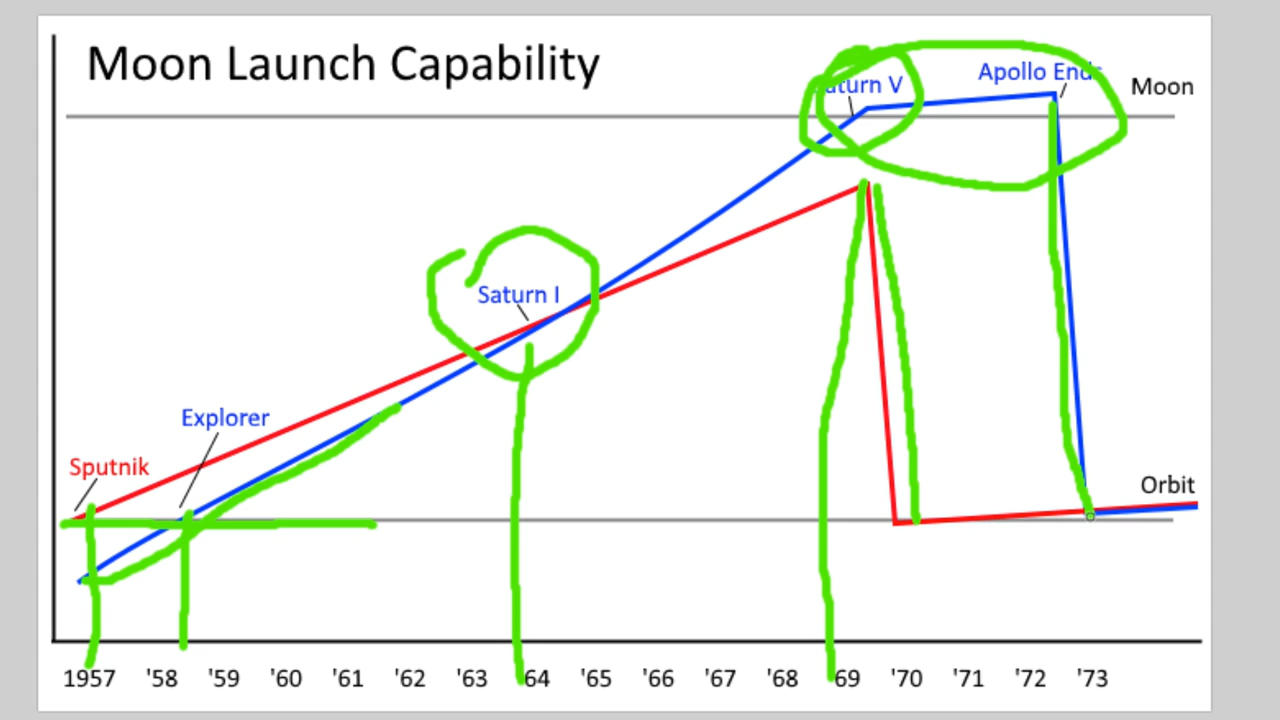 Moon Launch Capability
Saturn V
Apollo Ends
Moon
Saturn I
Explorer
Sputnik
Orbit
1957 '58 '59 '60 '61 '62 '63 '64 '65 '66 '67 '68 '69 '70 '71 '72 '73